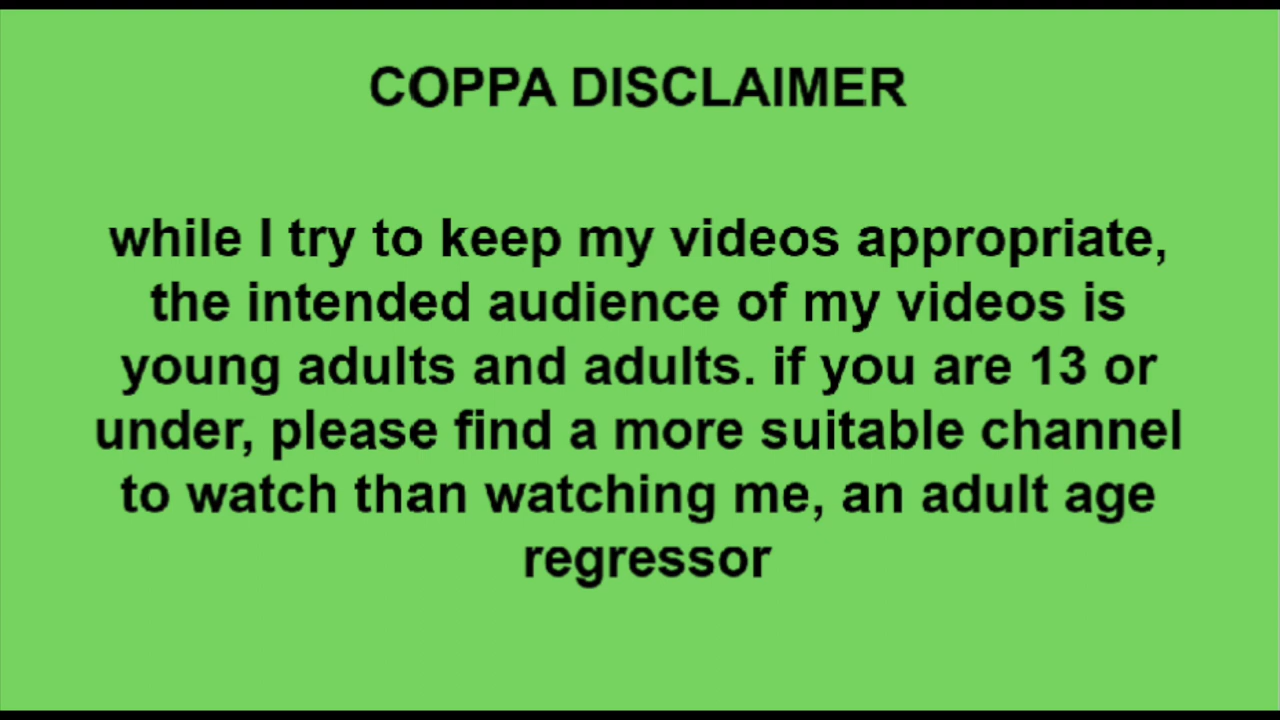 COPPA DISCLAIMER
while I try to keep my videos appropriate,
the intended audience of my videos is
young adults and adults. if you are 13 or
under, please find a more suitable channel
to watch than watching me, an adult age
regressor